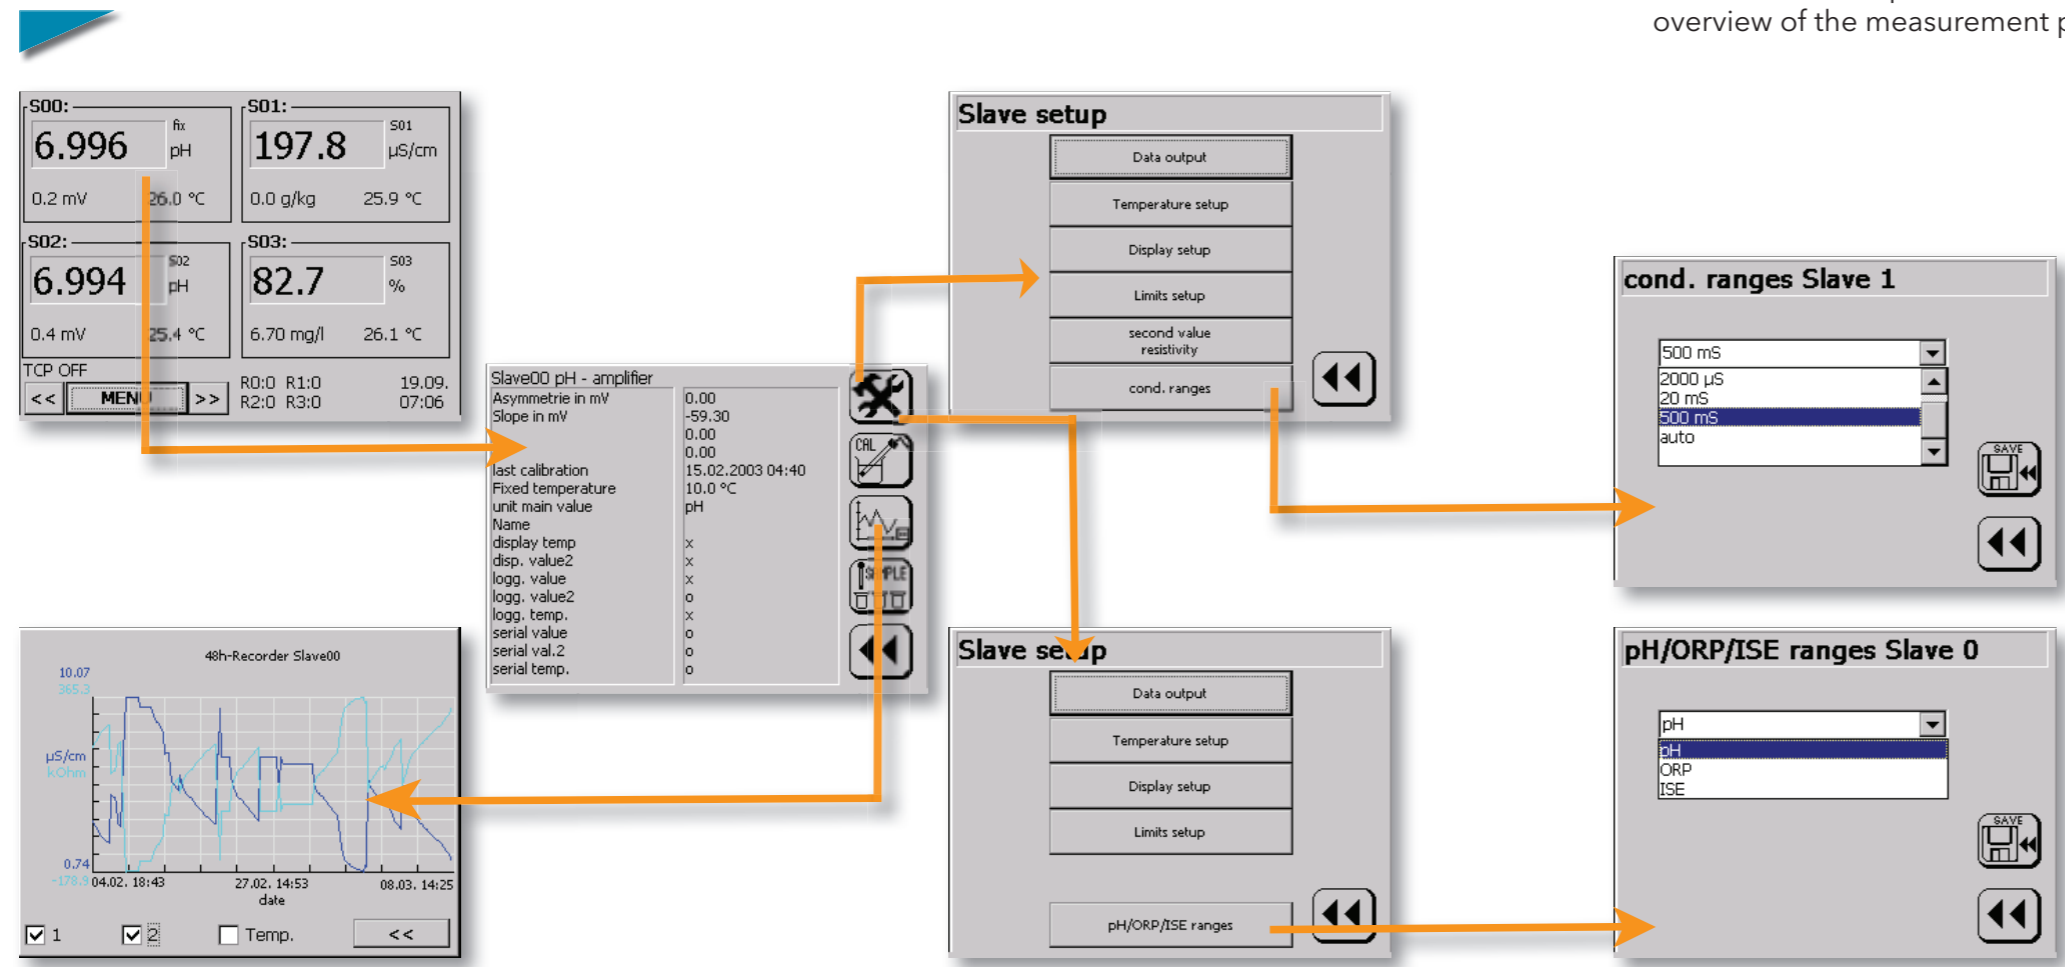 overview of the measurement
S00:
6.996
fix
pH
0.2 mV
26.0 °C
S01:
197.8
S01
µS/cm
0.0 g/kg
25.9 °C
S02:
6.994
S02
pH
0.4 mV
25.4 °C
S03:
82.7
S03
%
6.70 mg/l
26.1 °C
TCP OFF
<<
MENU
>>
R0:0 R1:0
R2:0 R3:0
19.09.
07:06
Slave00 pH - amplifier
Asymmetrie in mV 0.00
Slope in mV -59.30
0.00
0.00
last calibration 15.02.2003 04:40
Fixed temperature 10.0 °C
unit main value pH
Name
display temp x
disp. value2 x
logg. value x
logg. value2 o
logg. temp. x
serial value o
serial val.2 o
serial temp. o
CAL
SAMPLE
48h-Recorder Slave00
10.07
365.3
µS/cm
kOhm
0.74
-178.9
04.02. 18:43
27.02. 14:53
08.03. 14:25
date
1
2
Temp.
<<
Slave setup
Data output
Temperature setup
Display setup
Limits setup
second value
resistivity
cond. ranges
Slave setup
Data output
Temperature setup
Display setup
Limits setup
pH/ORP/ISE ranges
cond. ranges Slave 1
500 mS
2000 µS
20 mS
500 mS
auto
SAVE
pH/ORP/ISE ranges Slave 0
pH
pH
ORP
ISE
SAVE